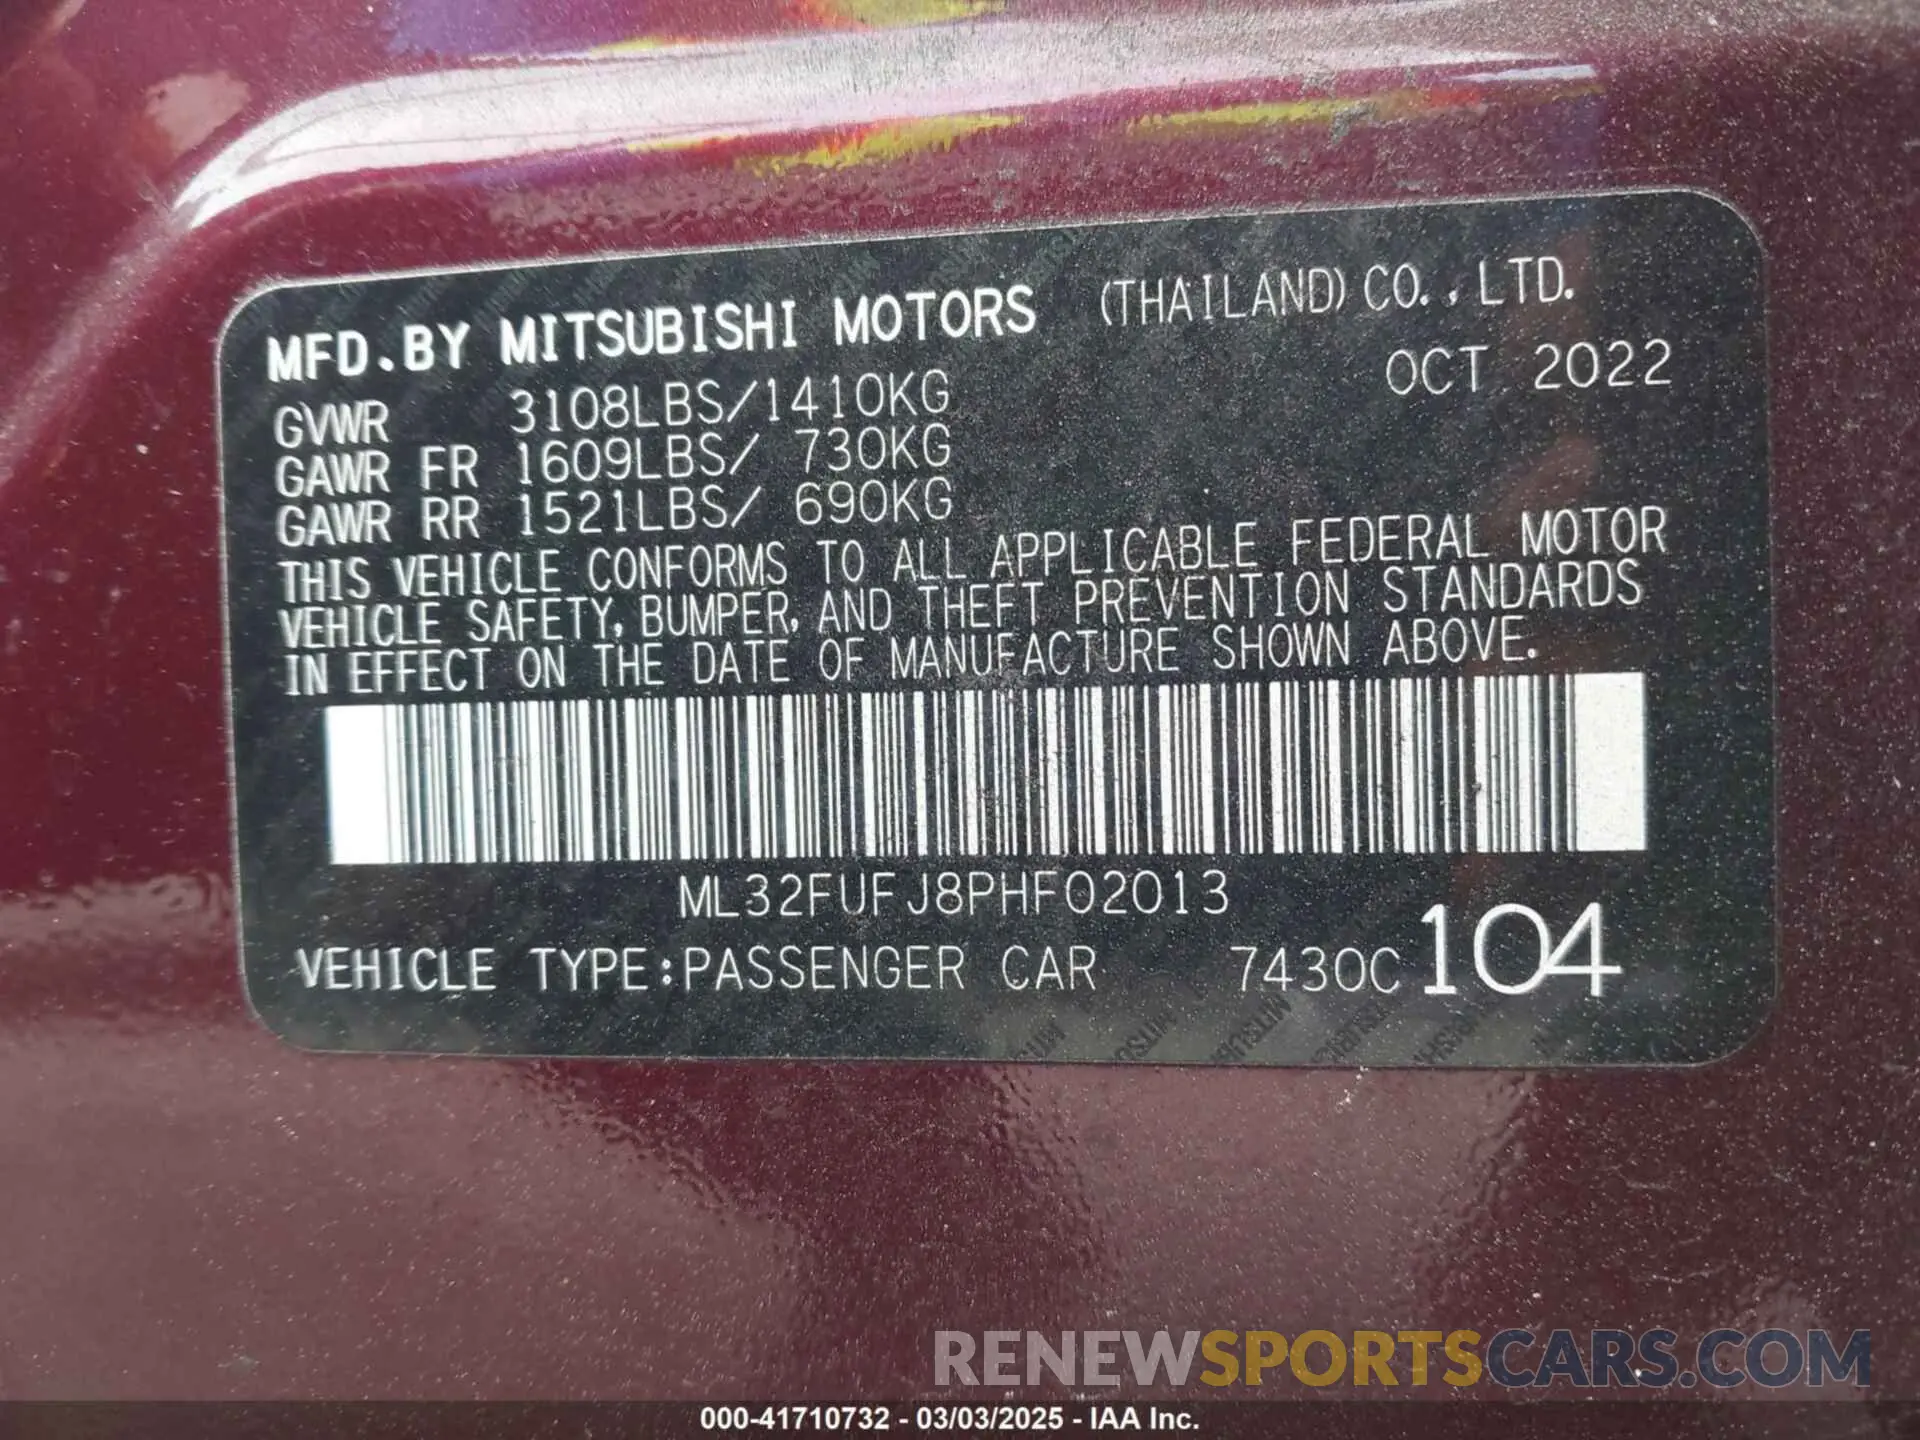 MFD.BY MITSUBISHI MOTORS (THAILAND) CO., LTD.
OCT 2022
GVWR 3108LBS/1410KG
GAWR FR 1609LBS/ 730KG
GAWR RR 1521LBS/ 690KG
THIS VEHICLE CONFORMS TO ALL APPLICABLE FEDERAL MOTOR
VEHICLE SAFETY, BUMPER, AND THEFT PREVENTION STANDARDS
IN EFFECT ON THE DATE OF MANUFACTURE SHOWN ABOVE.
ML32FUFJ8PHF02013
VEHICLE TYPE:PASSENGER CAR 7430C 104
RENEWSPORTSCARS.COM
000-41710732 - 03/03/2025 - IAA Inc.